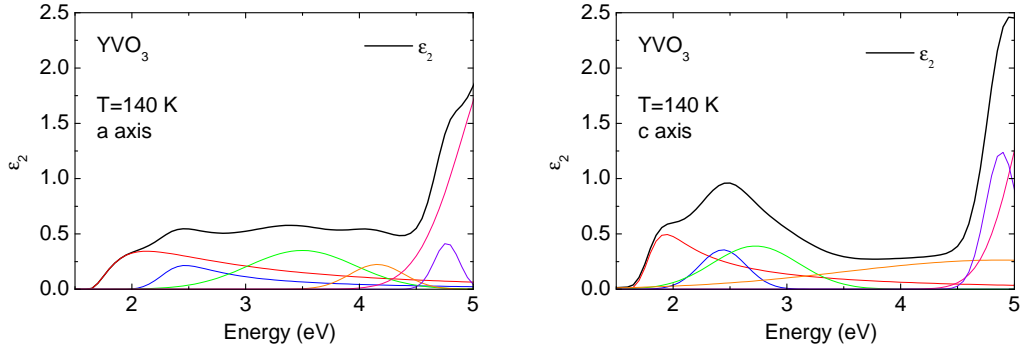 2.5
2.0
1.5
1.0
0.5
0.0
ε₂
YVO₃
T=140 K
a axis
ε₂
2 3 4 5
Energy (eV)
2.5
2.0
1.5
1.0
0.5
0.0
ε₂
YVO₃
T=140 K
c axis
ε₂
2 3 4 5
Energy (eV)